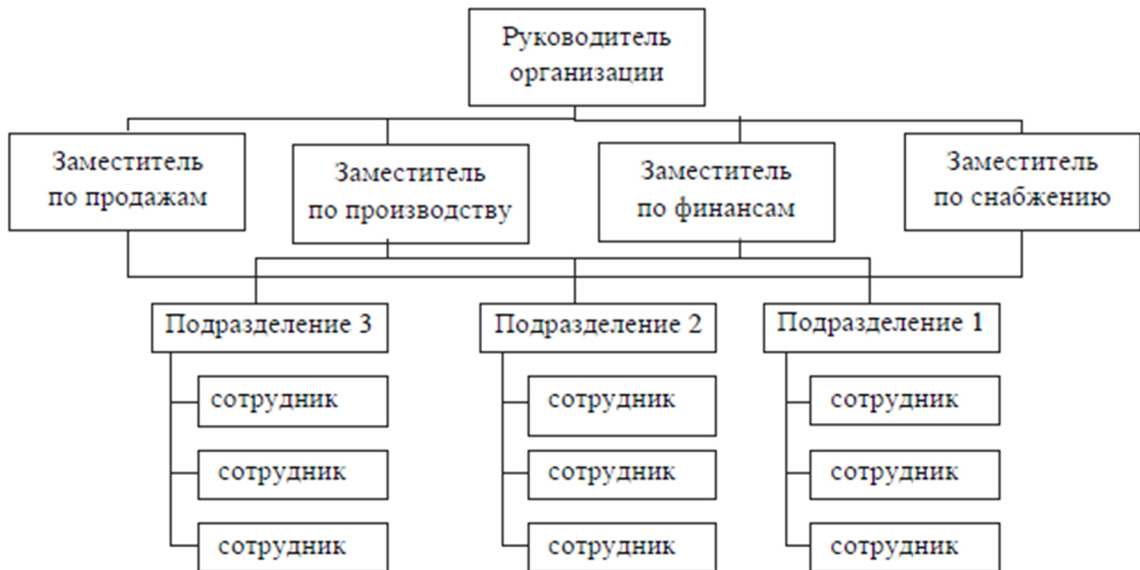 Руководитель
организации
Заместитель
по продажам
Заместитель
по производству
Заместитель
по финансам
Заместитель
по снабжению
Подразделение 3
Подразделение 2
Подразделение 1
сотрудник
сотрудник
сотрудник
сотрудник
сотрудник
сотрудник
сотрудник
сотрудник
сотрудник